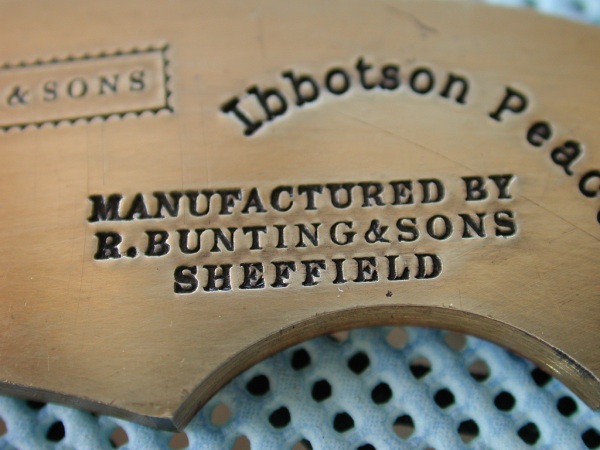 & SONS
Ibbotson Peac
MANUFACTURED BY
R. BUNTING & SONS
SHEFFIELD